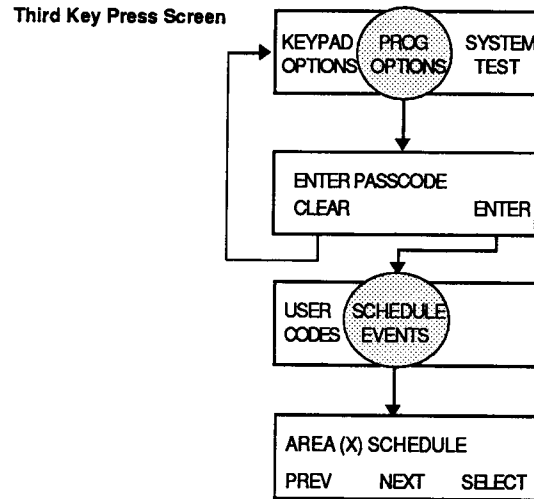 Third Key Press Screen
KEYPAD PROG SYSTEM
OPTIONS OPTIONS TEST
ENTER PASSCODE
CLEAR ENTER
USER SCHEDULE
CODES EVENTS
AREA (X) SCHEDULE
PREV NEXT SELECT